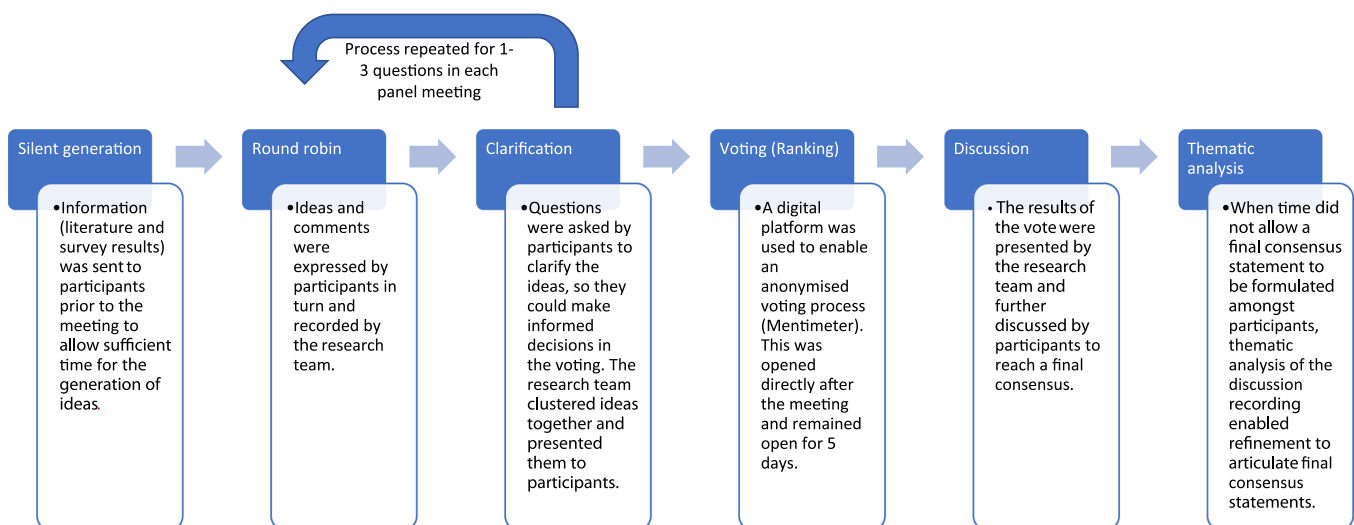 Process repeated for 1-
3 questions in each
panel meeting
Silent generation
•Information
(literature and
survey results)
was sent to
participants
prior to the
meeting to
allow sufficient
time for the
generation of
ideas.
Round robin
•Ideas and
comments
were
expressed by
participants in
turn and
recorded by
the research
team.
Clarification
•Questions
were asked by
participants to
clarify the
ideas, so they
could make
informed
decisions in
the voting. The
research team
clustered ideas
together and
presented
them to
participants.
Voting (Ranking)
•A digital
platform was
used to enable
an
anonymised
voting process
(Mentimeter).
This was
opened
directly after
the meeting
and remained
open for 5
days.
Discussion
• The results of
the vote were
presented by
the research
team and
further
discussed by
participants to
reach a final
consensus.
Thematic
analysis
•When time did
not allow a
final consensus
statement to
be formulated
amongst
participants,
thematic
analysis of the
discussion
recording
enabled
refinement to
articulate final
consensus
statements.